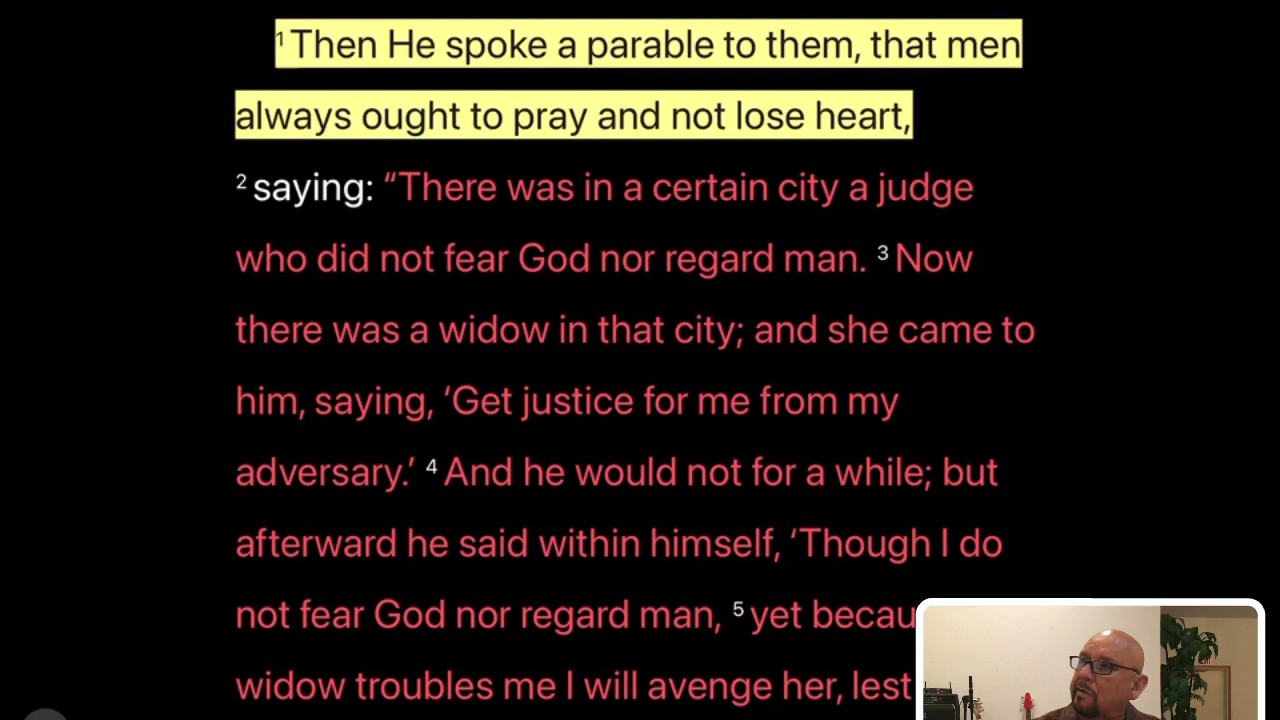 1 Then He spoke a parable to them, that men
always ought to pray and not lose heart,
2 saying: “There was in a certain city a judge
who did not fear God nor regard man. 3 Now
there was a widow in that city; and she came to
him, saying, ‘Get justice for me from my
adversary.’ 4 And he would not for a while; but
afterward he said within himself, ‘Though I do
not fear God nor regard man, 5 yet becau
widow troubles me I will avenge her, lest